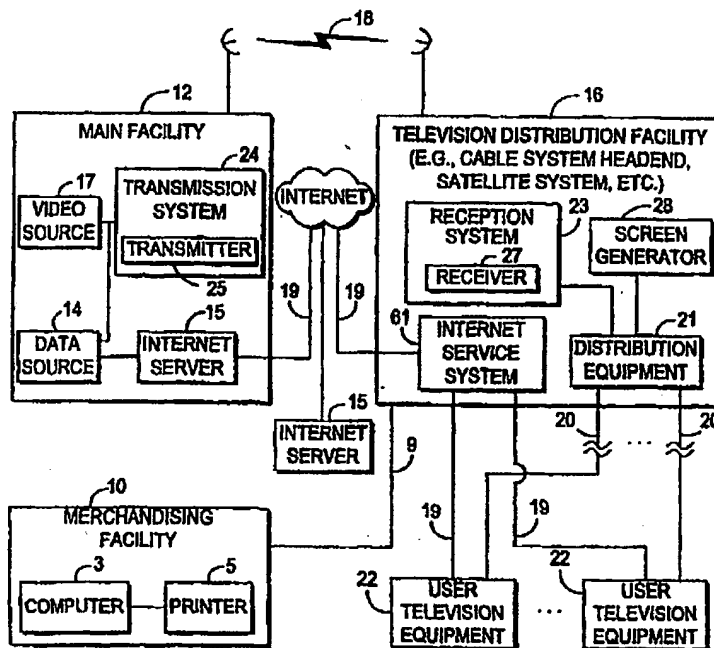 18
12
MAIN FACILITY
24
17
VIDEO
SOURCE
TRANSMISSION
SYSTEM
TRANSMITTER
25
14
DATA
SOURCE
15
INTERNET
SERVER
INTERNET
19
19
15
INTERNET
SERVER
16
TELEVISION DISTRIBUTION FACILITY
(E.G., CABLE SYSTEM HEADEND,
SATELLITE SYSTEM, ETC.)
RECEPTION
SYSTEM
23
27
RECEIVER
28
SCREEN
GENERATOR
61
INTERNET
SERVICE
SYSTEM
21
DISTRIBUTION
EQUIPMENT
20
...
20
9
10
MERCHANDISING
FACILITY
3
COMPUTER
5
PRINTER
19
19
22
USER
TELEVISION
EQUIPMENT
...
22
USER
TELEVISION
EQUIPMENT